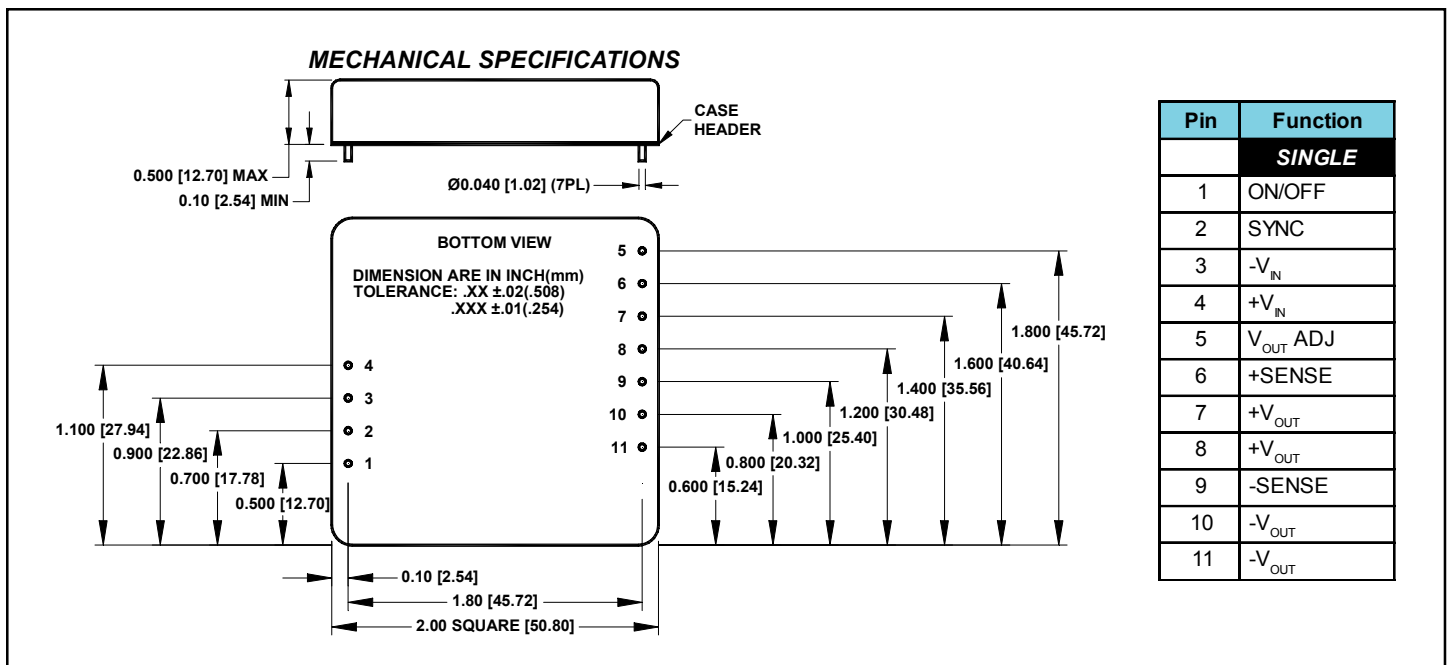 MECHANICAL SPECIFICATIONS
CASE
HEADER
0.500 [12.70] MAX
0.10 [2.54] MIN
Ø0.040 [1.02] (7PL)
BOTTOM VIEW
DIMENSION ARE IN INCH(mm)
TOLERANCE: .XX ±.02(.508)
.XXX ±.01(.254)
5
6
7
8
9
10
11
4
3
2
1
1.100 [27.94]
0.900 [22.86]
0.700 [17.78]
0.500 [12.70]
1.800 [45.72]
1.600 [40.64]
1.400 [35.56]
1.200 [30.48]
1.000 [25.40]
0.800 [20.32]
0.600 [15.24]
0.10 [2.54]
1.80 [45.72]
2.00 SQUARE [50.80]
Pin Function
SINGLE
1 ON/OFF
2 SYNC
3 -VIN
4 +VIN
5 VOUT ADJ
6 +SENSE
7 +VOUT
8 +VOUT
9 -SENSE
10 -VOUT
11 -VOUT